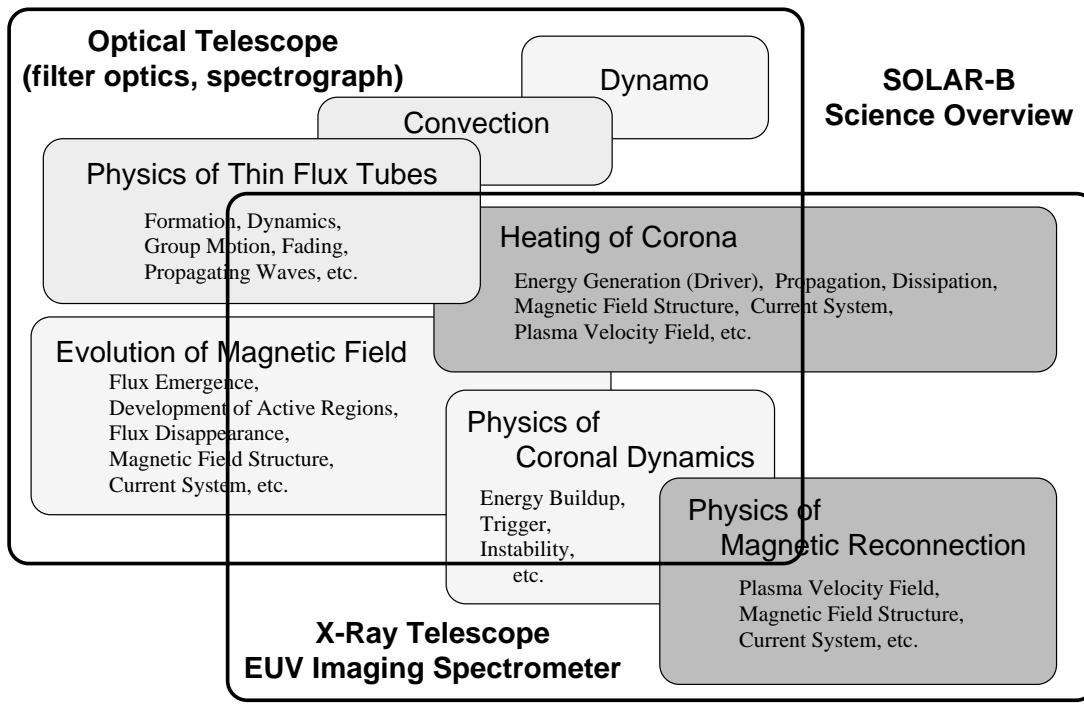 Optical Telescope
(filter optics, spectrograph)
Dynamo
SOLAR-B
Science Overview
Convection
Physics of Thin Flux Tubes
Formation, Dynamics,
Group Motion, Fading,
Propagating Waves, etc.
Heating of Corona
Energy Generation (Driver), Propagation, Dissipation,
Magnetic Field Structure, Current System,
Plasma Velocity Field, etc.
Evolution of Magnetic Field
Flux Emergence,
Development of Active Regions,
Flux Disappearance,
Magnetic Field Structure,
Current System, etc.
Physics of
Coronal Dynamics
Energy Buildup,
Trigger,
Instability,
etc.
Physics of
Magnetic Reconnection
Plasma Velocity Field,
Magnetic Field Structure,
Current System, etc.
X-Ray Telescope
EUV Imaging Spectrometer